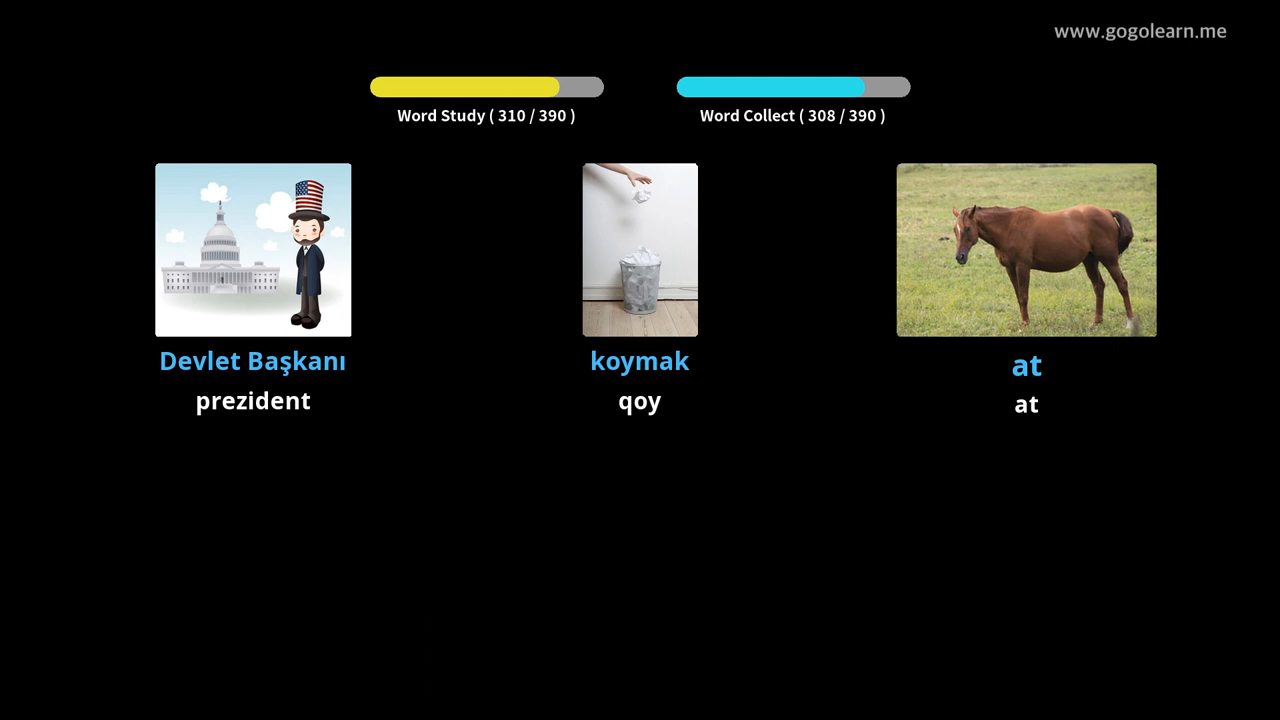 www.gogolearn.me
Word Study ( 310 / 390 )
Word Collect ( 308 / 390 )
Devlet Başkanı
prezident
koymak
qoy
at
at